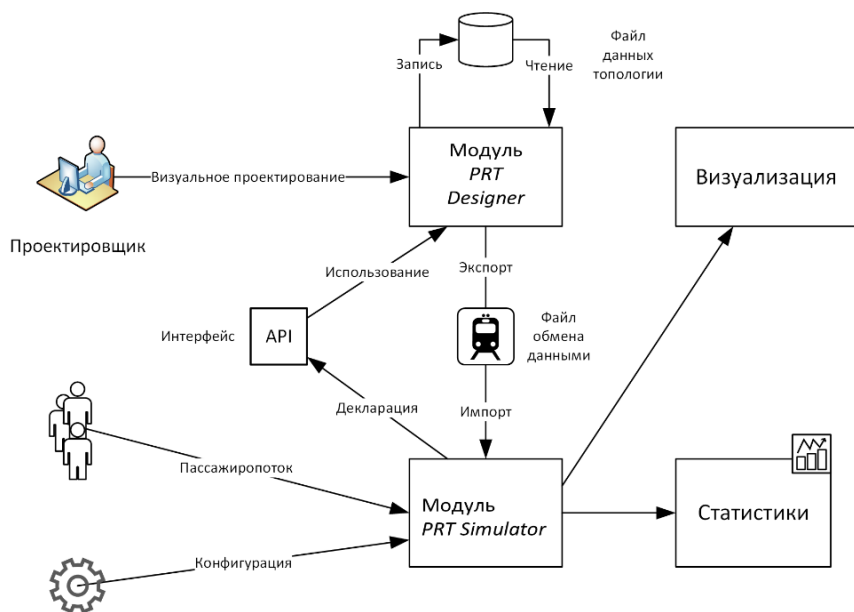 Запись
Чтение
Файл
данных
топологии
Визуальное проектирование
Модуль
PRT
Designer
Визуализация
Проектировщик
Использование
Экспорт
Интерфейс
API
Файл
обмена
данными
Декларация
Импорт
Пассажиропоток
Модуль
PRT Simulator
Статистики
Конфигурация